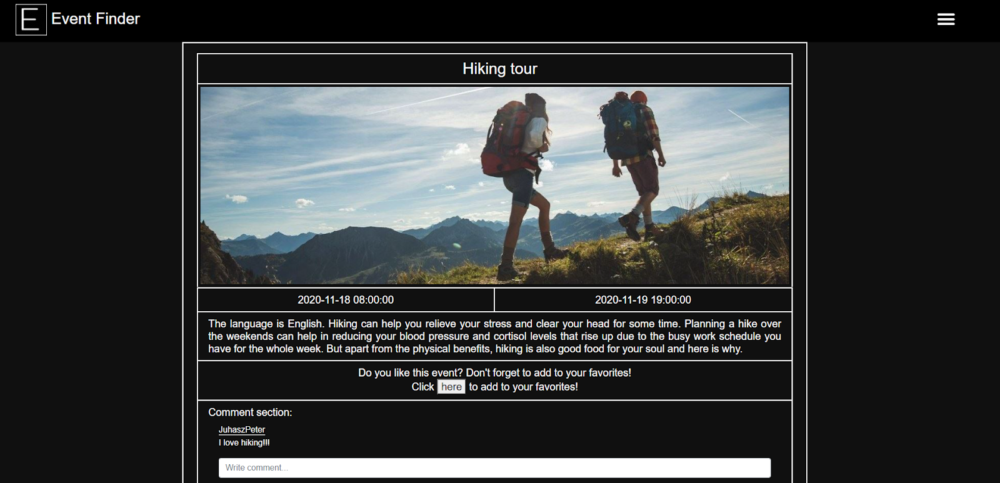 E Event Finder
Hiking tour
2020-11-18 08:00:00 2020-11-19 19:00:00
The language is English. Hiking can help you relieve your stress and clear your head for some time. Planning a hike over
the weekends can help in reducing your blood pressure and cortisol levels that rise up due to the busy work schedule you
have for the whole week. But apart from the physical benefits, hiking is also good food for your soul and here is why.
Do you like this event? Don't forget to add to your favorites!
Click here to add to your favorites!
Comment section:
JuhaszPeter
I love hiking!!!
Write comment...